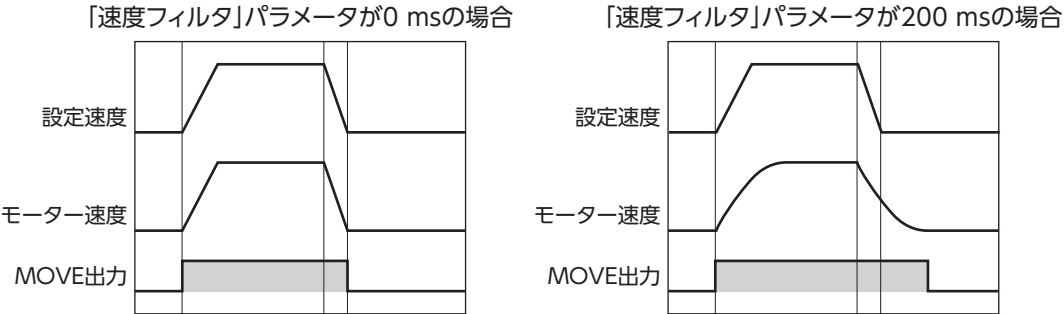 「速度フィルタ」パラメータが0 msの場合
設定速度
モーター速度
MOVE出力
「速度フィルタ」パラメータが200 msの場合
設定速度
モーター速度
MOVE出力